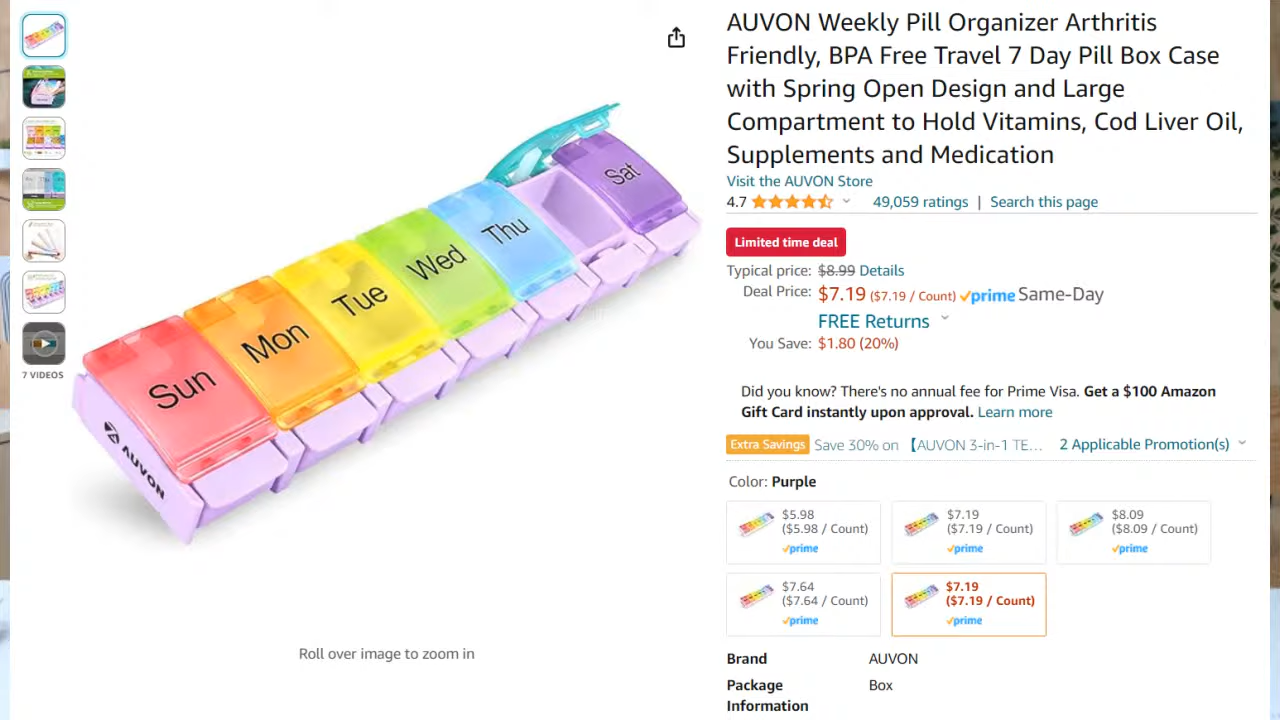 AUVON Weekly Pill Organizer Arthritis
Friendly, BPA Free Travel 7 Day Pill Box Case
with Spring Open Design and Large
Compartment to Hold Vitamins, Cod Liver Oil,
Supplements and Medication
Visit the AUVON Store
4.7 49,059 ratings | Search this page
Limited time deal
Typical price: $8.99 Details
Deal Price: $7.19 ($7.19 / Count) prime Same-Day
FREE Returns
You Save: $1.80 (20%)
Did you know? There's no annual fee for Prime Visa. Get a $100 Amazon
Gift Card instantly upon approval. Learn more
Extra Savings Save 30% on 【AUVON 3-in-1 TE... 2 Applicable Promotion(s)
Color: Purple
$5.98
($5.98 / Count)
prime
$7.19
($7.19 / Count)
prime
$8.09
($8.09 / Count)
prime
$7.64
($7.64 / Count)
prime
$7.19
($7.19 / Count)
prime
Brand AUVON
Package Box
Information
7 VIDEOS
Sun
Mon
Tue
Wed
Thu
Sat
AUVON
Roll over image to zoom in